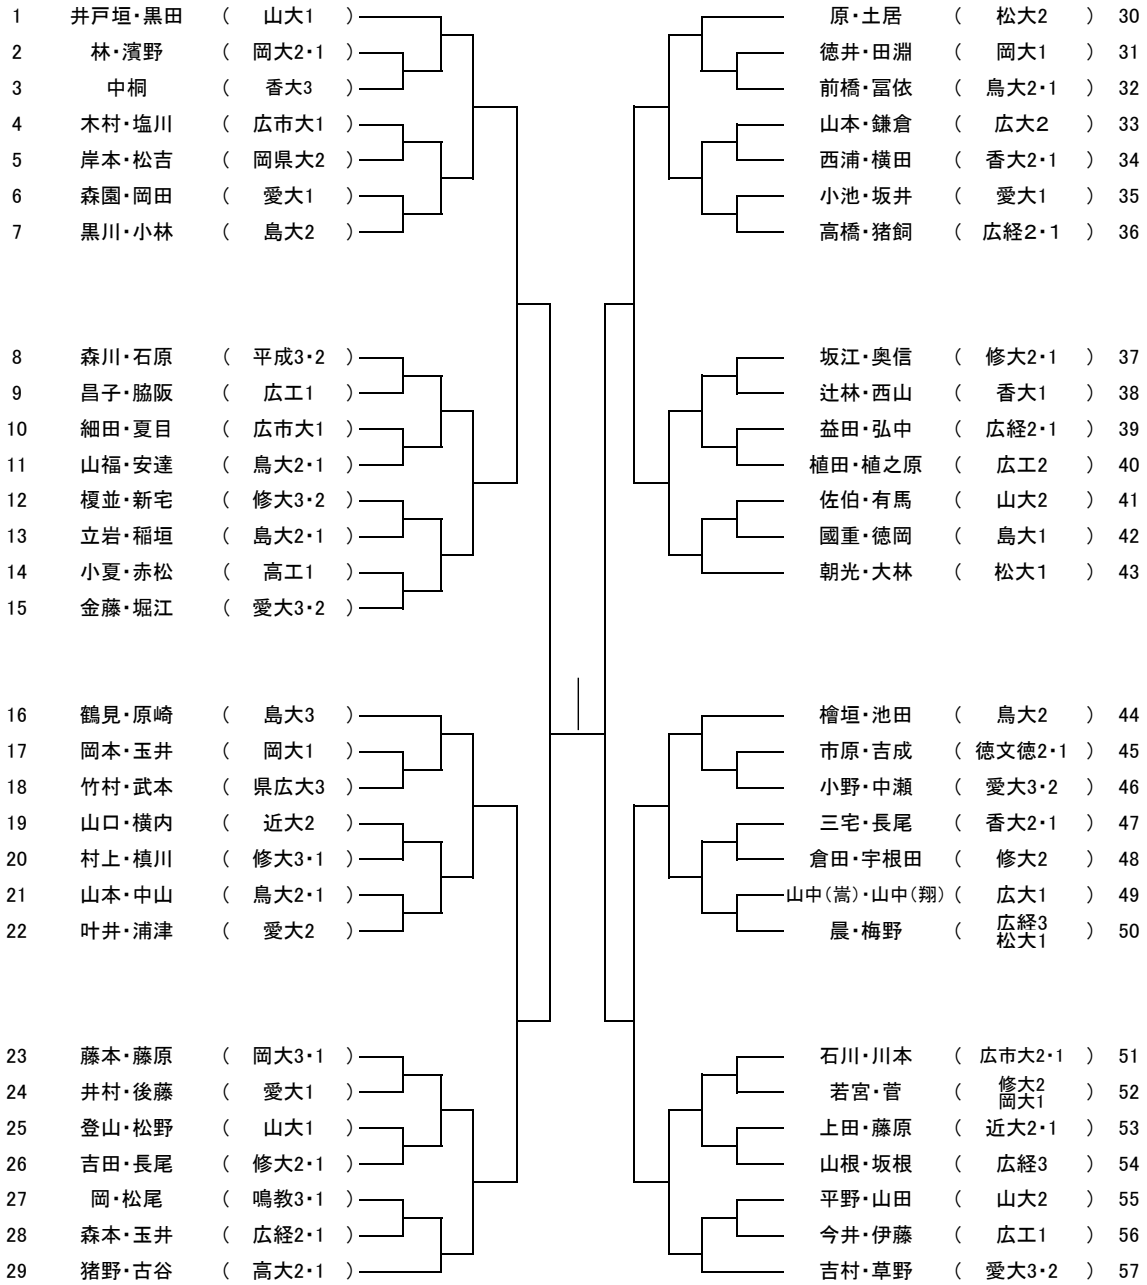 1 井戸垣・黒田 ( 山大1 )
2 林・濱野 ( 岡大2・1 )
3 中桐 ( 香大3 )
4 木村・塩川 ( 広市大1 )
5 岸本・松吉 ( 岡県大2 )
6 森園・岡田 ( 愛大1 )
7 黒川・小林 ( 島大2 )
8 森川・石原 ( 平成3・2 )
9 昌子・脇阪 ( 広工1 )
10 細田・夏目 ( 広市大1 )
11 山福・安達 ( 鳥大2・1 )
12 榎並・新宅 ( 修大3・2 )
13 立岩・稲垣 ( 島大2・1 )
14 小夏・赤松 ( 高工1 )
15 金藤・堀江 ( 愛大3・2 )
16 鶴見・原崎 ( 島大3 )
17 岡本・玉井 ( 岡大1 )
18 竹村・武本 ( 県広大3 )
19 山口・横内 ( 近大2 )
20 村上・槙川 ( 修大3・1 )
21 山本・中山 ( 鳥大2・1 )
22 叶井・浦津 ( 愛大2 )
23 藤本・藤原 ( 岡大3・1 )
24 井村・後藤 ( 愛大1 )
25 登山・松野 ( 山大1 )
26 吉田・長尾 ( 修大2・1 )
27 岡・松尾 ( 鳴教3・1 )
28 森本・玉井 ( 広経2・1 )
29 猪野・古谷 ( 高大2・1 )
原・土居 ( 松大2 ) 30
徳井・田淵 ( 岡大1 ) 31
前橋・冨依 ( 鳥大2・1 ) 32
山本・鎌倉 ( 広大２ ) 33
西浦・横田 ( 香大2・1 ) 34
小池・坂井 ( 愛大1 ) 35
高橋・猪飼 ( 広経２・１ ) 36
坂江・奥信 ( 修大2・1 ) 37
辻林・西山 ( 香大1 ) 38
益田・弘中 ( 広経2・1 ) 39
植田・植之原 ( 広工2 ) 40
佐伯・有馬 ( 山大2 ) 41
國重・徳岡 ( 島大1 ) 42
朝光・大林 ( 松大1 ) 43
檜垣・池田 ( 鳥大2 ) 44
市原・吉成 ( 徳文徳2・1 ) 45
小野・中瀬 ( 愛大3・2 ) 46
三宅・長尾 ( 香大2・1 ) 47
倉田・宇根田 ( 修大2 ) 48
山中(嵩)・山中(翔) ( 広大1 ) 49
晨・梅野 ( 広経3 松大1 ) 50
石川・川本 ( 広市大2・1 ) 51
若宮・菅 ( 修大2 岡大1 ) 52
上田・藤原 ( 近大2・1 ) 53
山根・坂根 ( 広経3 ) 54
平野・山田 ( 山大2 ) 55
今井・伊藤 ( 広工1 ) 56
吉村・草野 ( 愛大3・2 ) 57